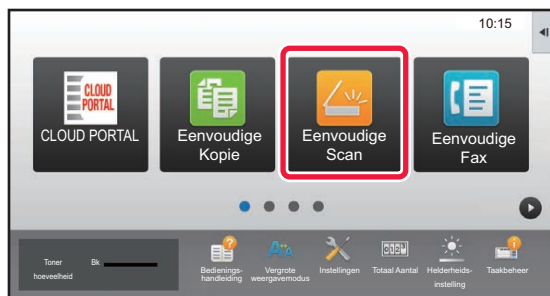 10:15
CLOUD
PORTAL
CLOUD PORTAL
Eenvoudige
Kopie
Eenvoudige
Scan
Eenvoudige
Fax
Toner
hoeveelheid
Bk
Bedienings-
handleiding
Vergrote
weergavemodus
Instellingen
Totaal Aantal
Helderheids-
instelling
Taakbeheer